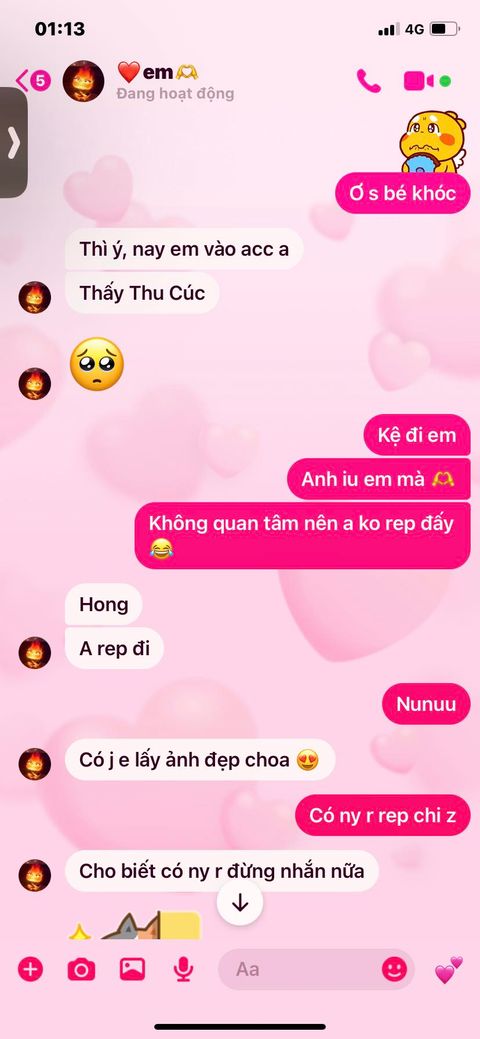 01:13
4G
5
❤️em🫶
Đang hoạt động
Ơ s bé khóc
Thì ý, nay em vào acc a
Thấy Thu Cúc
🥺
Kệ đi em
Anh iu em mà 🫶
Không quan tâm nên a ko rep đấy
😂
Hong
A rep đi
Nunuu
Có j e lấy ảnh đẹp choa 😍
Có ny r rep chi z
Cho biết có ny r đừng nhắn nữa
Aa